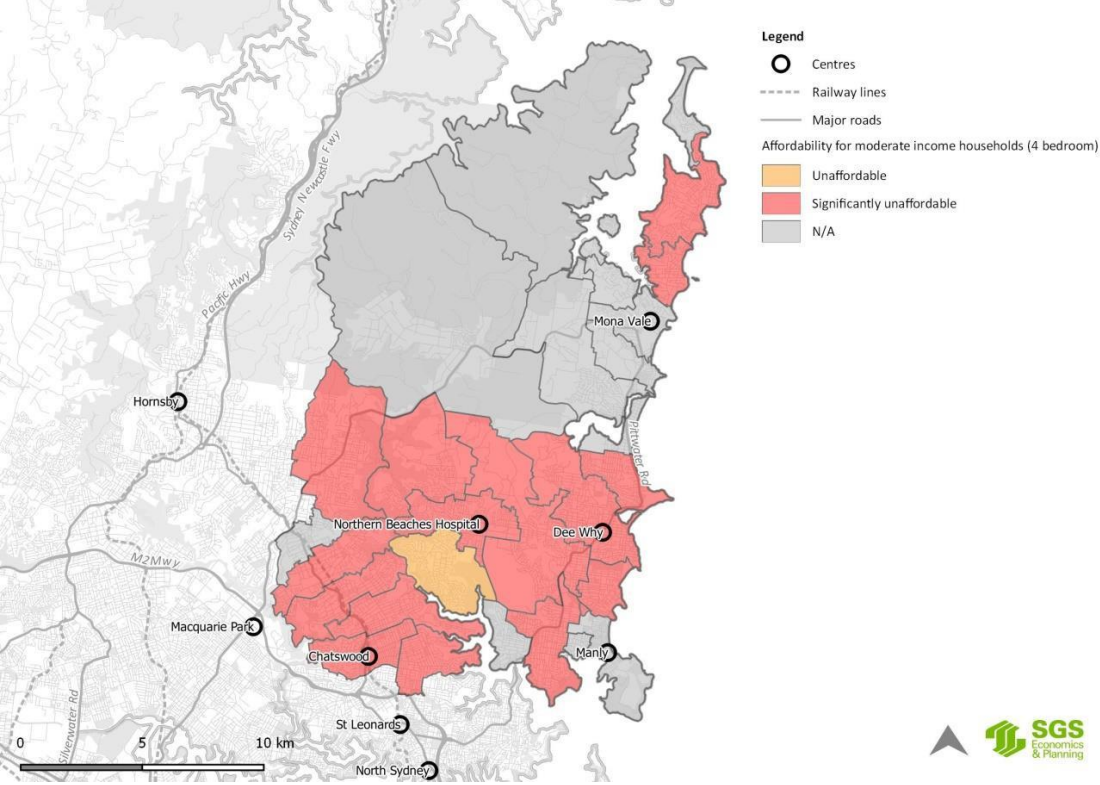 Legend
Centres
Railway lines
Major roads
Affordability for moderate income households (4 bedroom)
Unaffordable
Significantly unaffordable
N/A
Sydney Newcastle Fwy
Pacific Hwy
Mona Vale
Hornsby
Pittwater Rd
Northern Beaches Hospital
Dee Why
M2Mwy
Macquarie Park
Chatswood
Manly
Silverwater Rd
St Leonards
North Sydney
0 5 10 km
SGS
Economics
& Planning